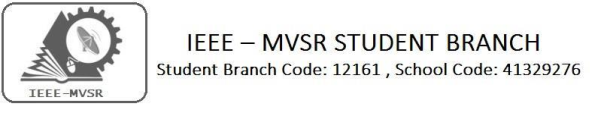 IEEE – MVSR STUDENT BRANCH
Student Branch Code: 12161 , School Code: 41329276
IEEE-MVSR